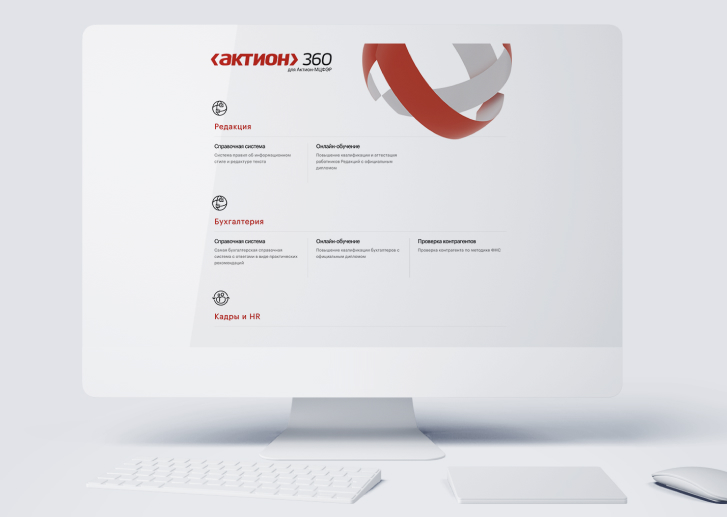 ‹актион› 360
для Актион-МЦФЭР
Редакция
Справочная система
Система правил об информационном
стиле и редактуре текста
Онлайн-обучение
Повышение квалификации и аттестация
работников Редакций с официальным
дипломом
Бухгалтерия
Справочная система
Самая бухгалтерская справочная
система с ответами в виде практических
рекомендаций
Онлайн-обучение
Повышение квалификации Бухгалтеров с
официальным дипломом
Проверка контрагентов
Проверка контрагента по методике ФНС
Кадры и HR